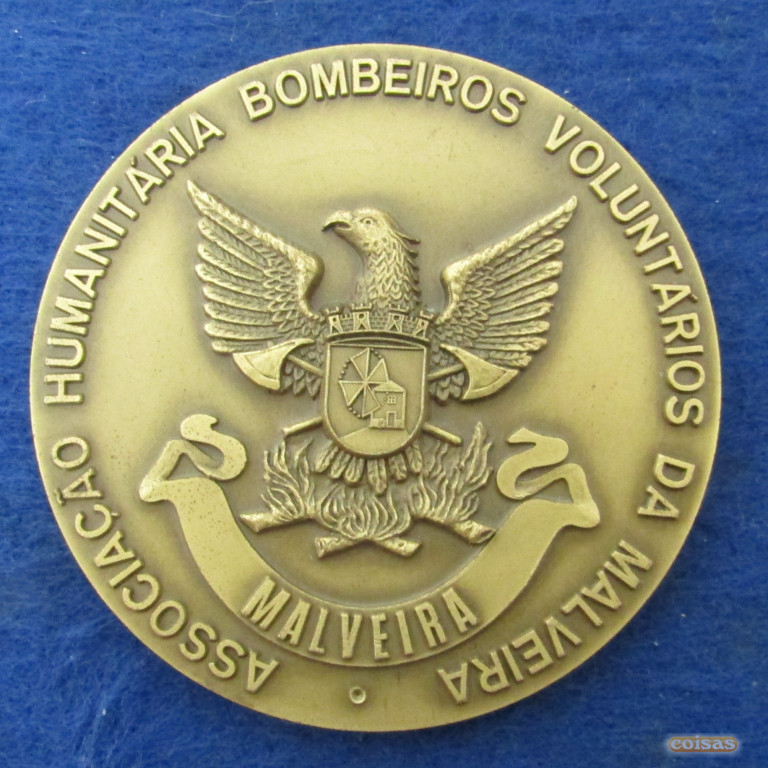 ASSOCIAÇÃO HUMANITÁRIA BOMBEIROS VOLUNTÁRIOS DA MALVEIRA
MALVEIRA
coisas